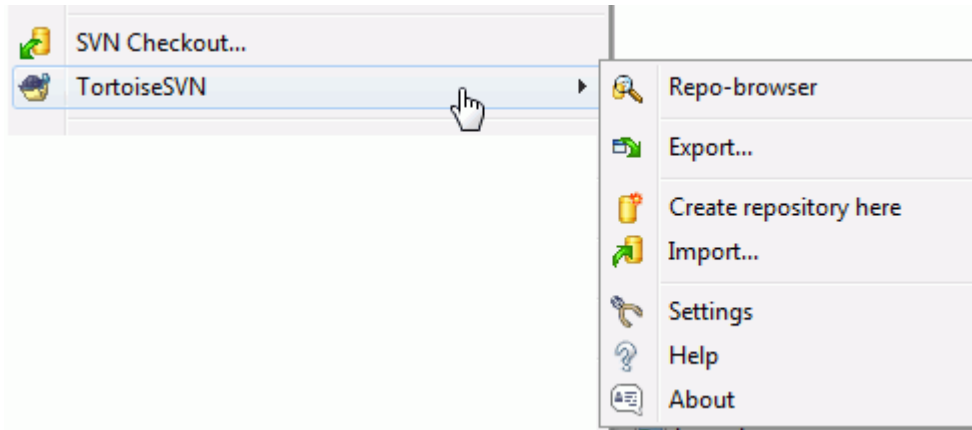 SVN Checkout...
TortoiseSVN
Repo-browser
Export...
Create repository here
Import...
Settings
Help
About